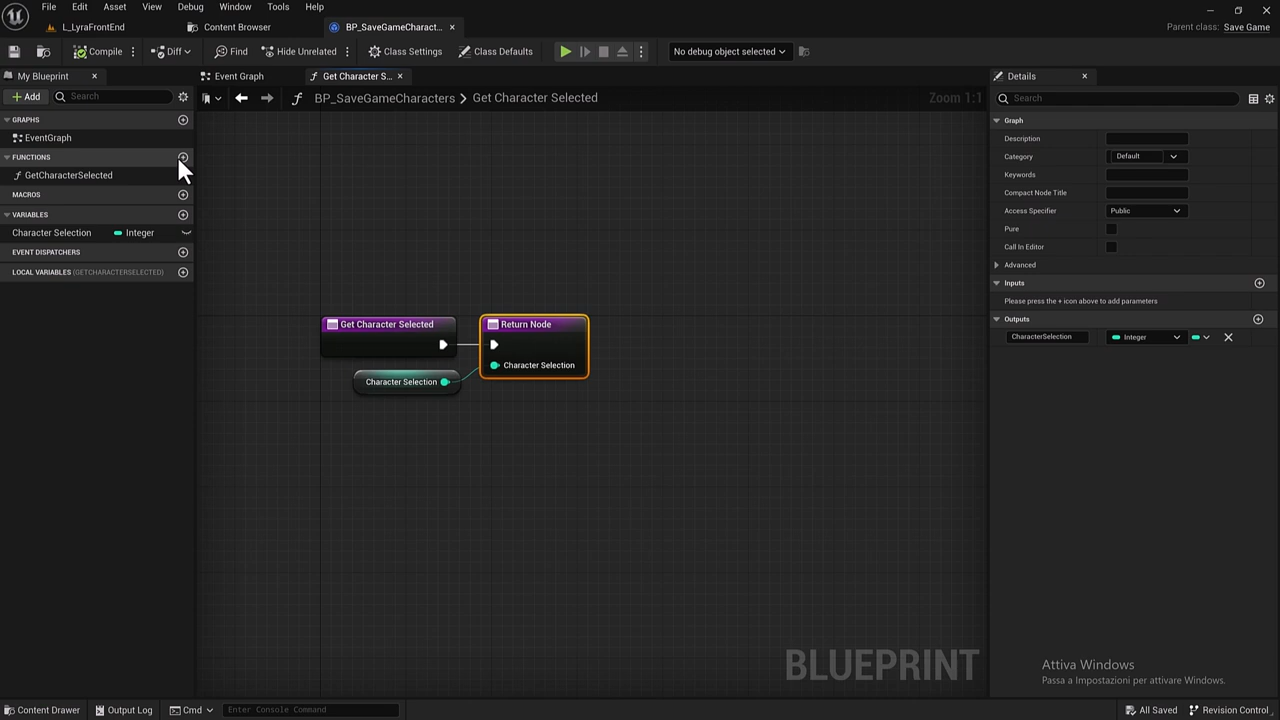 File Edit Asset View Debug Window Tools Help
L_LyraFrontEnd Content Browser BP_SaveGameCharact... Parent class: Save Game
Compile Diff Find Hide Unrelated Class Settings Class Defaults No debug object selected
My Blueprint Event Graph Get Character S... Details
Add Search BP_SaveGameCharacters > Get Character Selected Zoom 1:1 Search
GRAPHS
EventGraph
FUNCTIONS
GetCharacterSelected
MACROS
VARIABLES
Character Selection Integer
EVENT DISPATCHERS
LOCAL VARIABLES (GETCHARACTERSELECTED)
Get Character Selected
Return Node
Character Selection
Character Selection
BLUEPRINT
Graph
Description
Category Default
Keywords
Compact Node Title
Access Specifier Public
Pure
Call In Editor
Advanced
Inputs
Please press the + icon above to add parameters
Outputs
CharacterSelection Integer
Attiva Windows
Passa a Impostazioni per attivare Windows.
Content Drawer Output Log Cmd Enter Console Command All Saved Revision Control